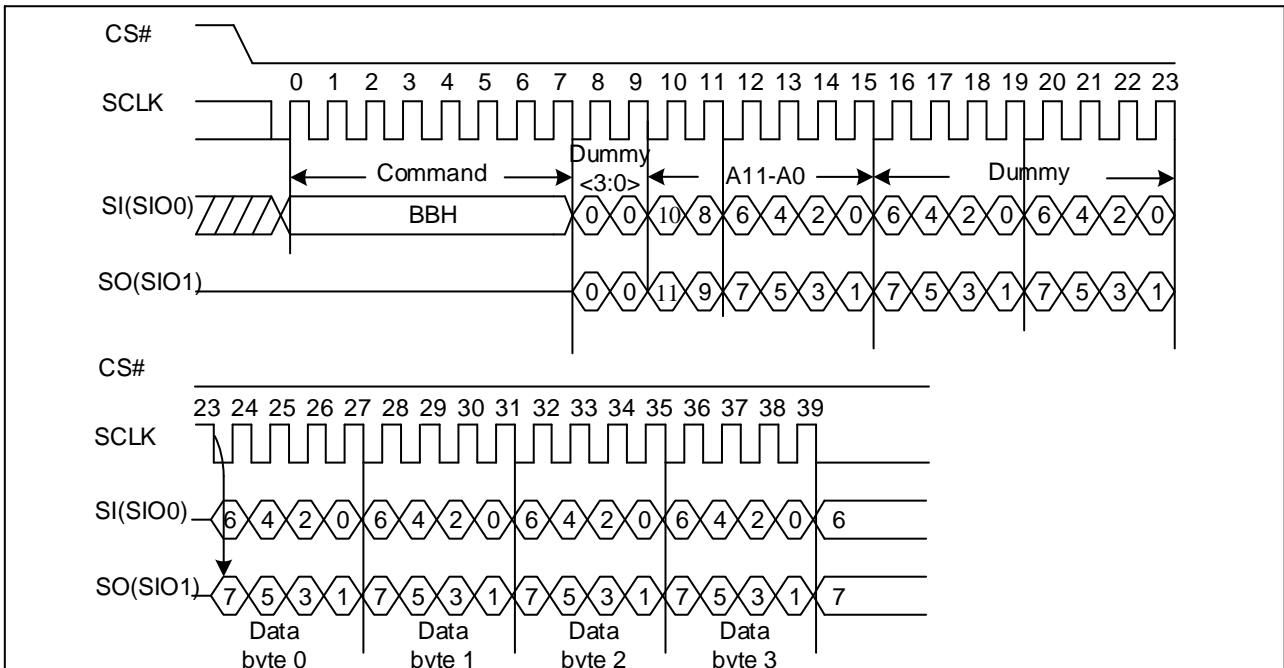 CS#
0 1 2 3 4 5 6 7 8 9 10 11 12 13 14 15 16 17 18 19 20 21 22 23
SCLK
Dummy
Command <3:0> A11-A0 Dummy
SI(SIO0) BBH 0 0 10 8 6 4 2 0 6 4 2 0 6 4 2 0
SO(SIO1) 0 0 11 9 7 5 3 1 7 5 3 1 7 5 3 1
CS#
23 24 25 26 27 28 29 30 31 32 33 34 35 36 37 38 39
SCLK
SI(SIO0) 6 4 2 0 6 4 2 0 6 4 2 0 6 4 2 0 6
SO(SIO1) 7 5 3 1 7 5 3 1 7 5 3 1 7 5 3 1 7
Data Data Data Data
byte 0 byte 1 byte 2 byte 3